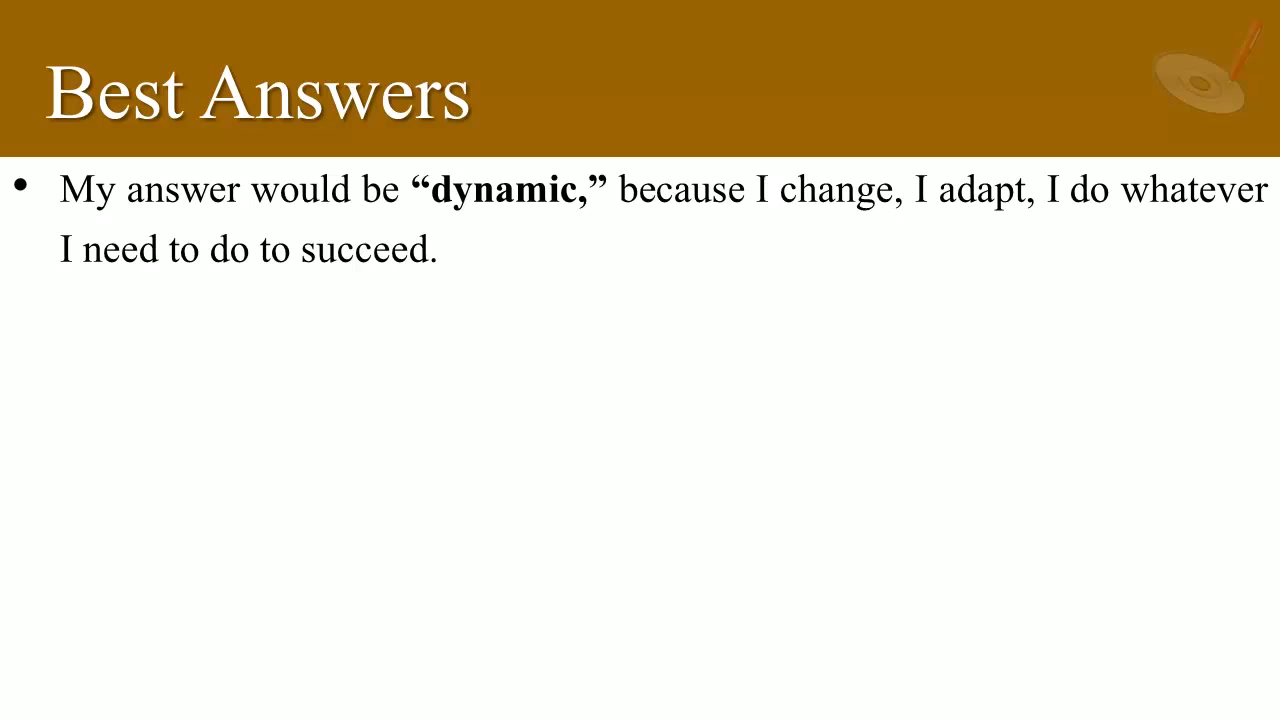 Best Answers
• My answer would be “dynamic,” because I change, I adapt, I do whatever
I need to do to succeed.